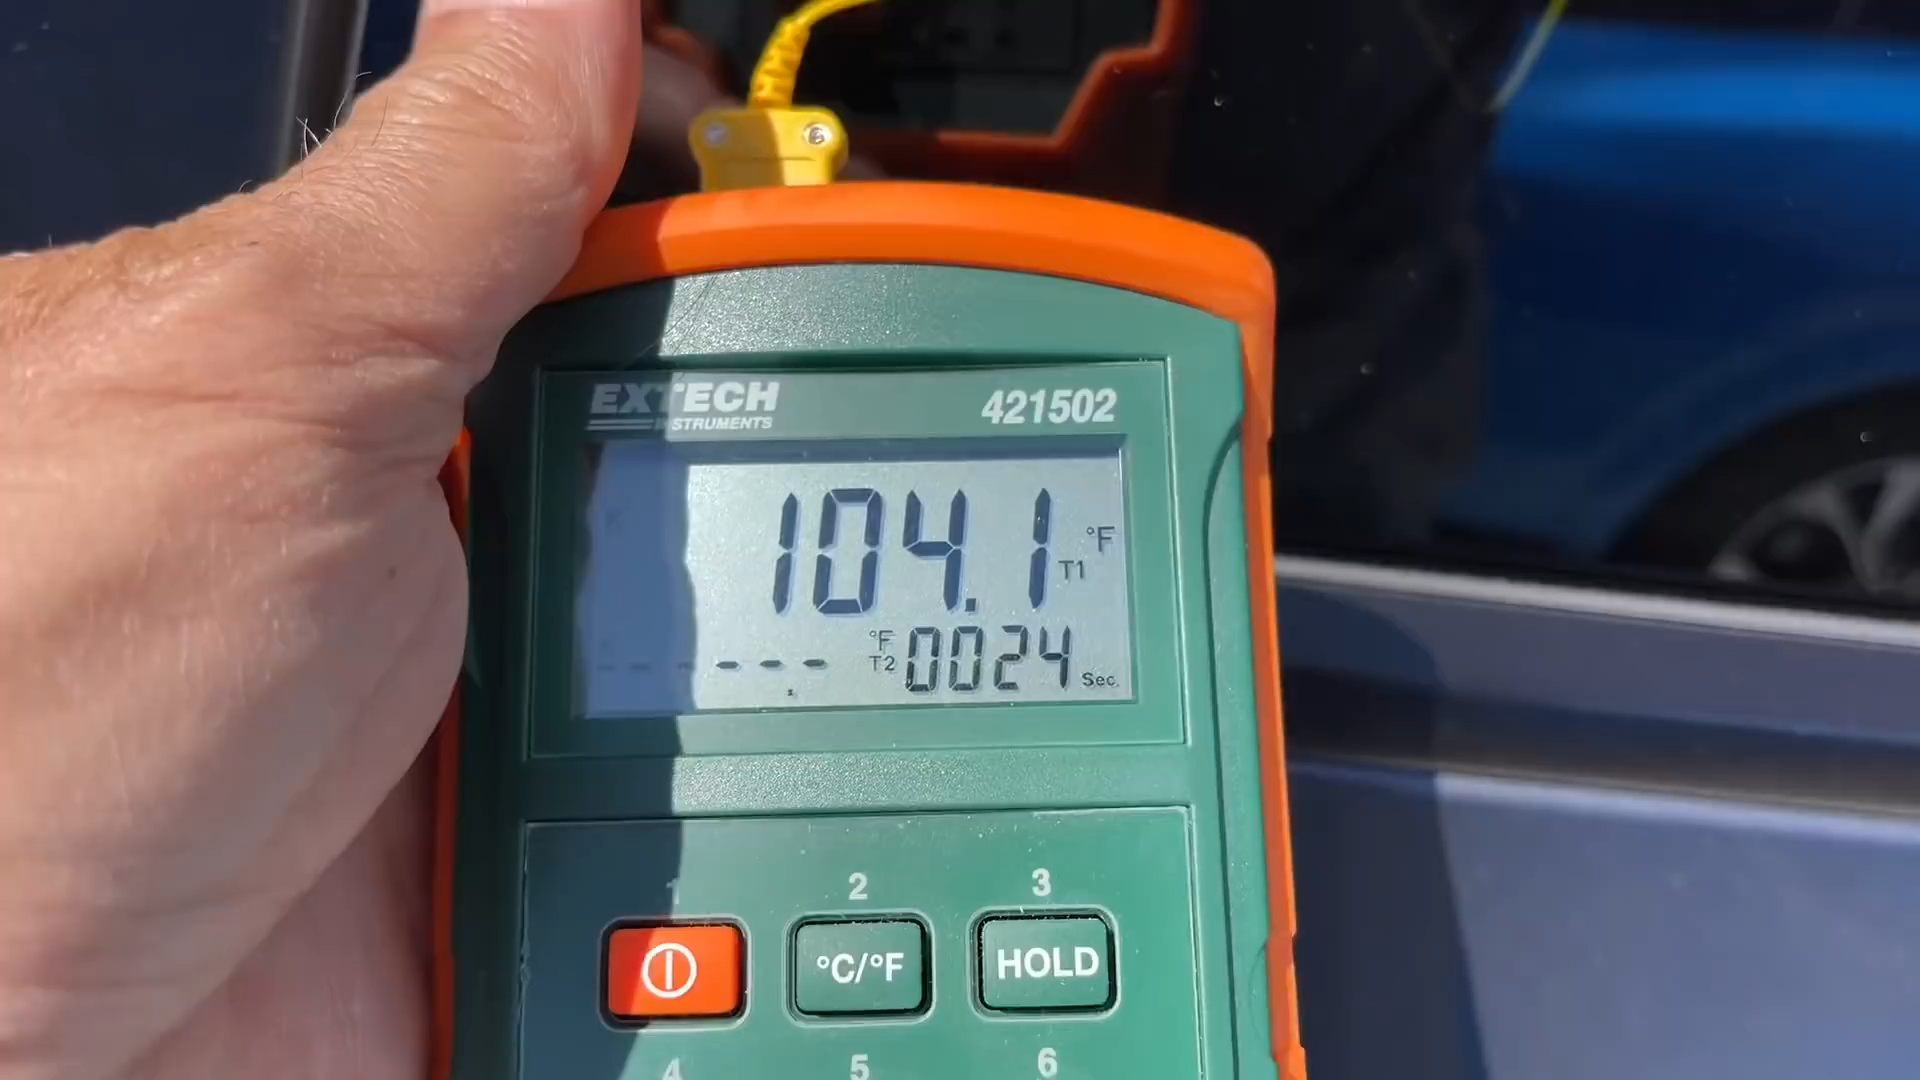 EXTECH 421502
INSTRUMENTS
104.1 °F
T1
- - - - - - °F
T2 0024 Sec.
1 2 3
°C/°F HOLD
4 5 6